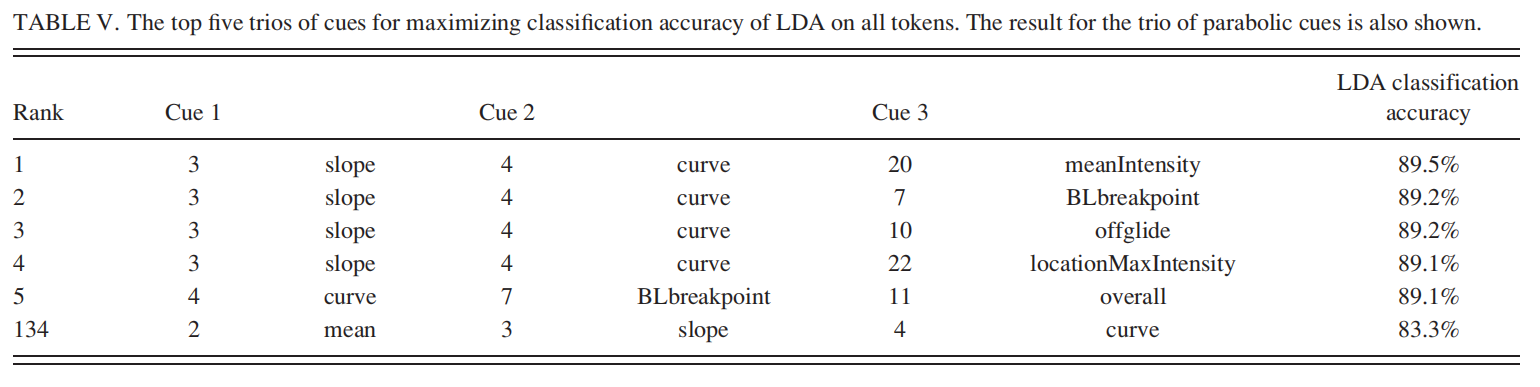 TABLE V. The top five trios of cues for maximizing classification accuracy of LDA on all tokens. The result for the trio of parabolic cues is also shown.
LDA classification
Rank Cue 1 Cue 2 Cue 3 accuracy
1 3 slope 4 curve 20 meanIntensity 89.5%
2 3 slope 4 curve 7 BLbreakpoint 89.2%
3 3 slope 4 curve 10 offglide 89.2%
4 3 slope 4 curve 22 locationMaxIntensity 89.1%
5 4 curve 7 BLbreakpoint 11 overall 89.1%
134 2 mean 3 slope 4 curve 83.3%